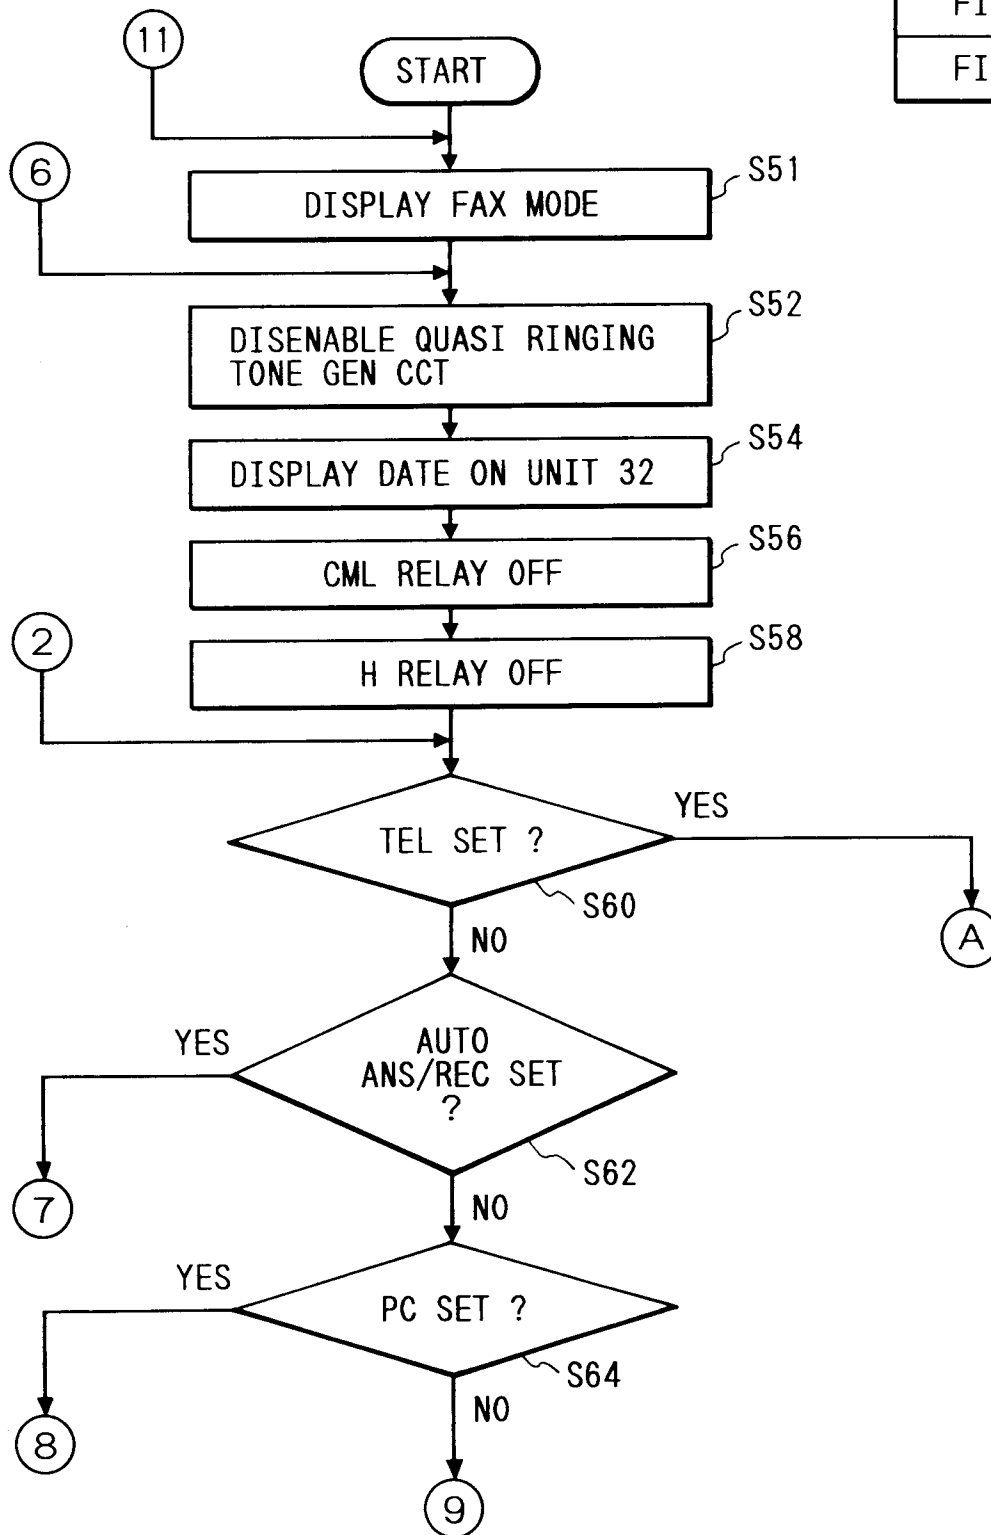 11
START
FI
FI
6
S51
DISPLAY FAX MODE
S52
DISENABLE QUASI RINGING
TONE GEN CCT
S54
DISPLAY DATE ON UNIT 32
S56
CML RELAY OFF
2
S58
H RELAY OFF
TEL SET ?
YES
S60
A
NO
YES
AUTO
ANS/REC SET
?
S62
7
NO
YES
PC SET ?
S64
8
NO
9